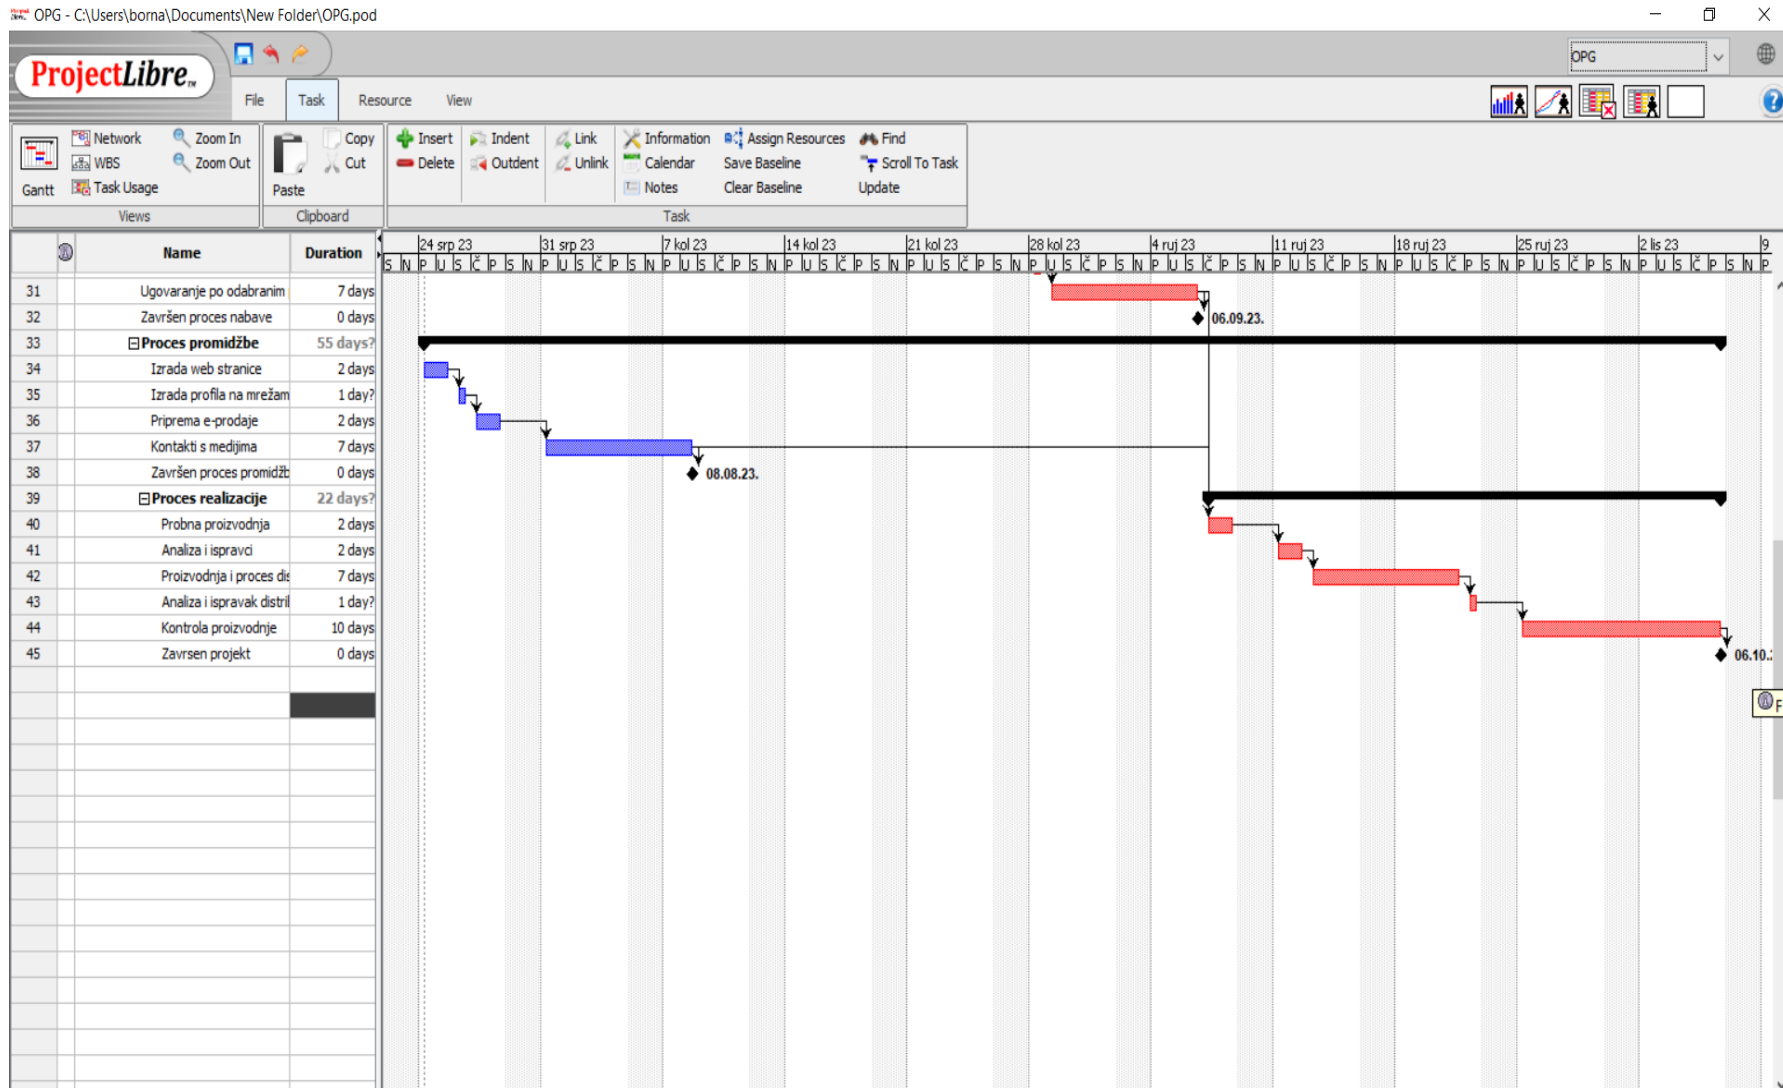 OPG - C:\Users\borna\Documents\New Folder\OPG.pod
ProjectLibre
OPG
File Task Resource View
Gantt Network WBS Task Usage Zoom In Zoom Out
Views
Paste Copy Cut
Clipboard
Insert Indent Link Information Assign Resources Find
Delete Outdent Unlink Calendar Save Baseline Scroll To Task
Notes Clear Baseline Update
Task
Name Duration
24 srp 23 31 srp 23 7 kol 23 14 kol 23 21 kol 23 28 kol 23 4 ruj 23 11 ruj 23 18 ruj 23 25 ruj 23 2 lis 23 9
S N P U S Č P S N P U S Č P S N P U S Č P S N P U S Č P S N P U S Č P S N P U S Č P S N P U S Č P S N P U S Č P S N P U S Č P S N P U S Č P S N P U S Č P S N P
31 Ugovaranje po odabranim 7 days
32 Završen proces nabave 0 days 06.09.23.
33 Proces promidžbe 55 days?
34 Izrada web stranice 2 days
35 Izrada profila na mrežam 1 day?
36 Priprema e-prodaje 2 days
37 Kontakti s medijima 7 days
38 Završen proces promidžb 0 days 08.08.23.
39 Proces realizacije 22 days?
40 Probna proizvodnja 2 days
41 Analiza i ispravci 2 days
42 Proizvodnja i proces dis 7 days
43 Analiza i ispravak distril 1 day?
44 Kontrola proizvodnje 10 days
45 Zavrsen projekt 0 days 06.10.
F